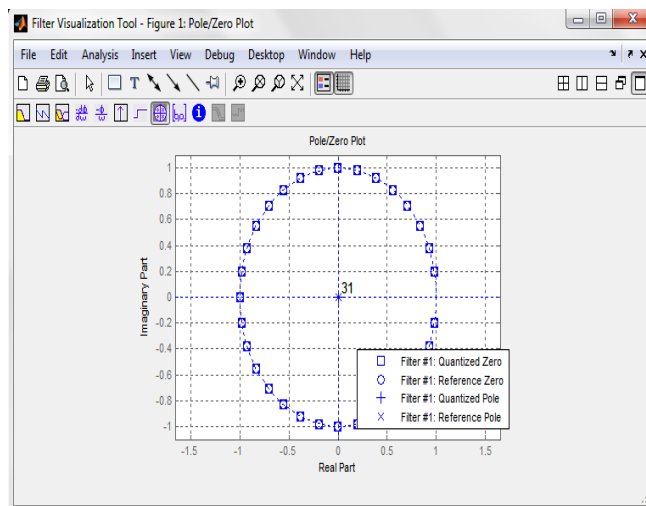 Filter Visualization Tool - Figure 1: Pole/Zero Plot
File Edit Analysis Insert View Debug Desktop Window Help
Pole/Zero Plot
1
0.8
0.6
0.4
0.2
0
-0.2
-0.4
-0.6
-0.8
-1
Imaginary Part
31
Filter #1: Quantized Zero
Filter #1: Reference Zero
Filter #1: Quantized Pole
Filter #1: Reference Pole
-1.5 -1 -0.5 0 0.5 1 1.5
Real Part